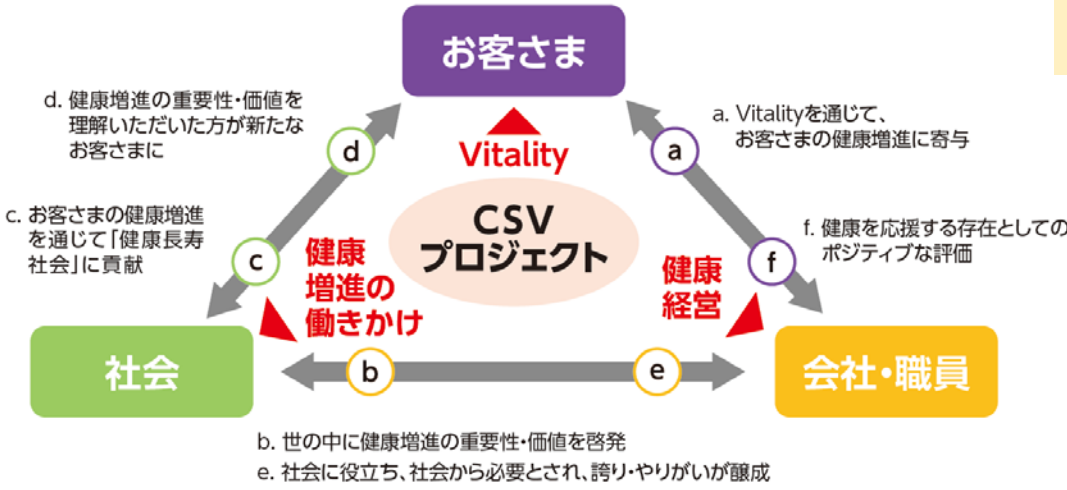 お客さま
d. 健康増進の重要性・価値を
理解いただいた方が新たな
お客さまに
a. Vitalityを通じて、
お客さまの健康増進に寄与
d
a
Vitality
CSV
プロジェクト
c. お客さまの健康増進
を通じて「健康長寿
社会」に貢献
f. 健康を応援する存在としての
ポジティブな評価
c
f
健康
増進の
働きかけ
健康
経営
社会
b
e
会社・職員
b. 世の中に健康増進の重要性・価値を啓発
e. 社会に役立ち、社会から必要とされ、誇り・やりがいが醸成